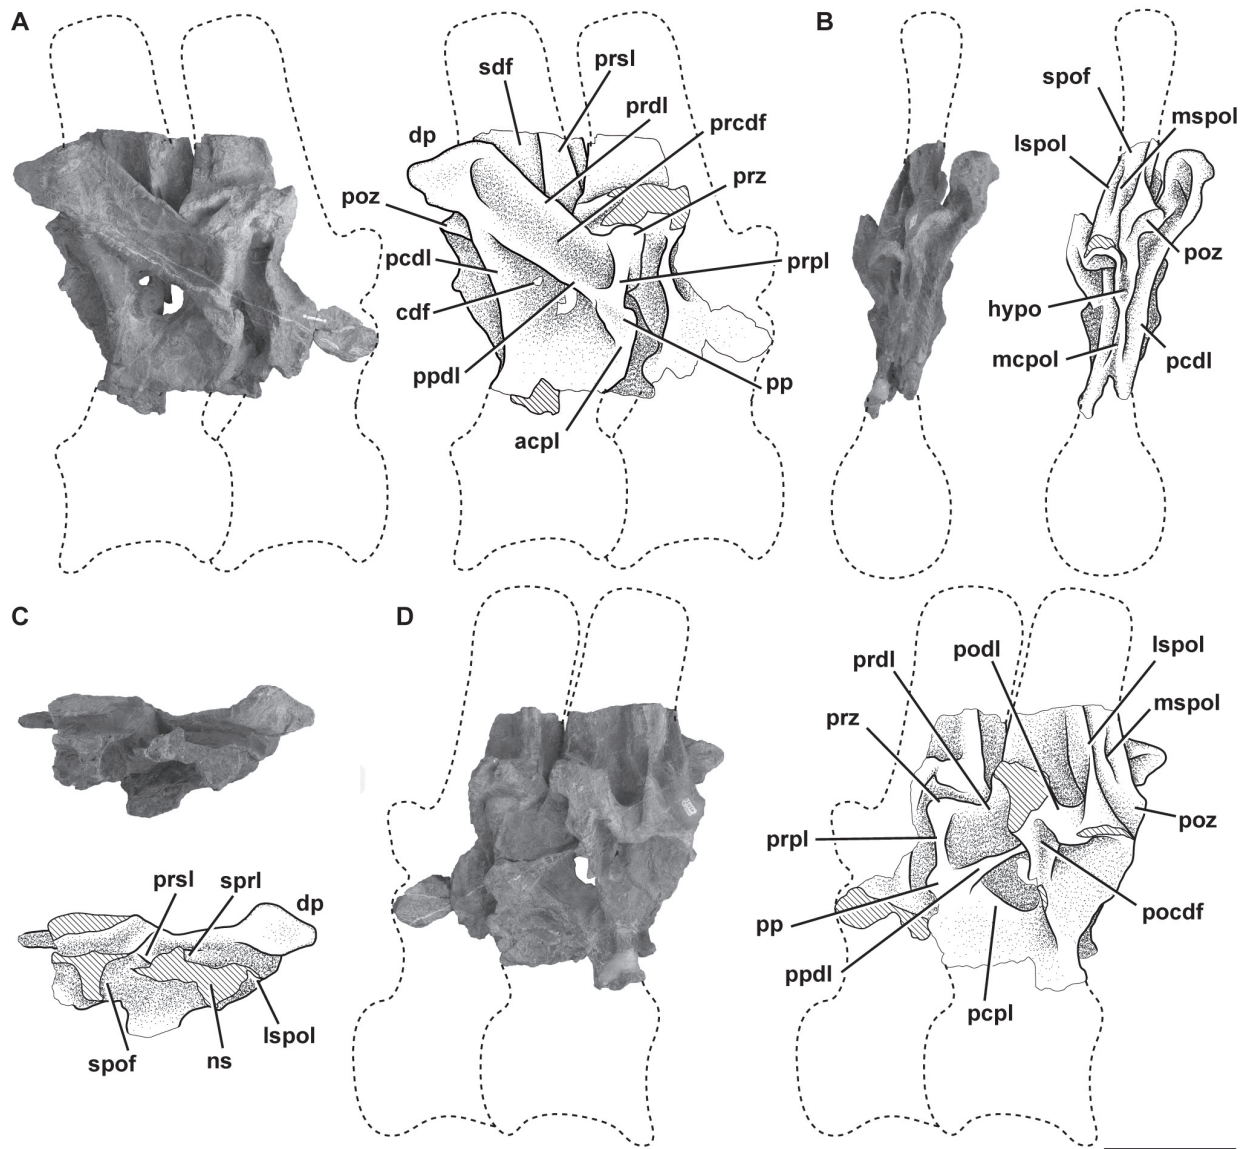 A
B
sdf
prsl
prdl
prcdf
dp
prz
poz
pcdl
prpl
cdf
ppdl
pp
acpl
spof
mspol
lspol
poz
hypo
mcpol
pcdl
C
D
prsl
sprl
dp
lspol
spof
ns
prdl
podl
lspol
mspol
prz
poz
prpl
pp
pocdf
ppdl
pcpl